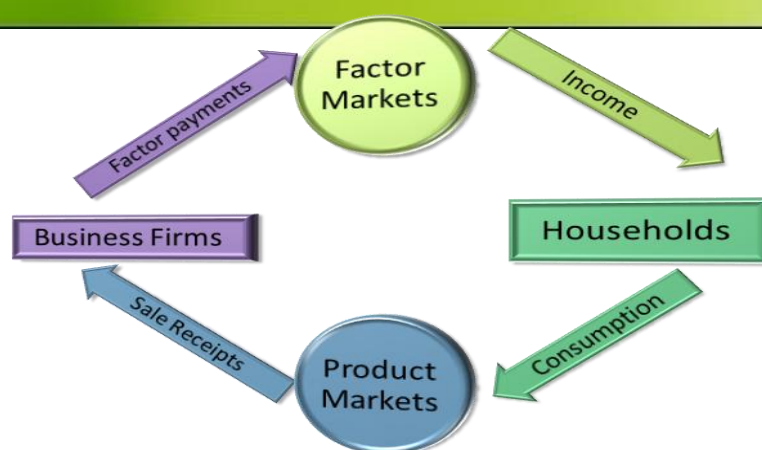 Factor
Markets
Factor payments
Income
Business Firms
Households
Sale Receipts
Consumption
Product
Markets